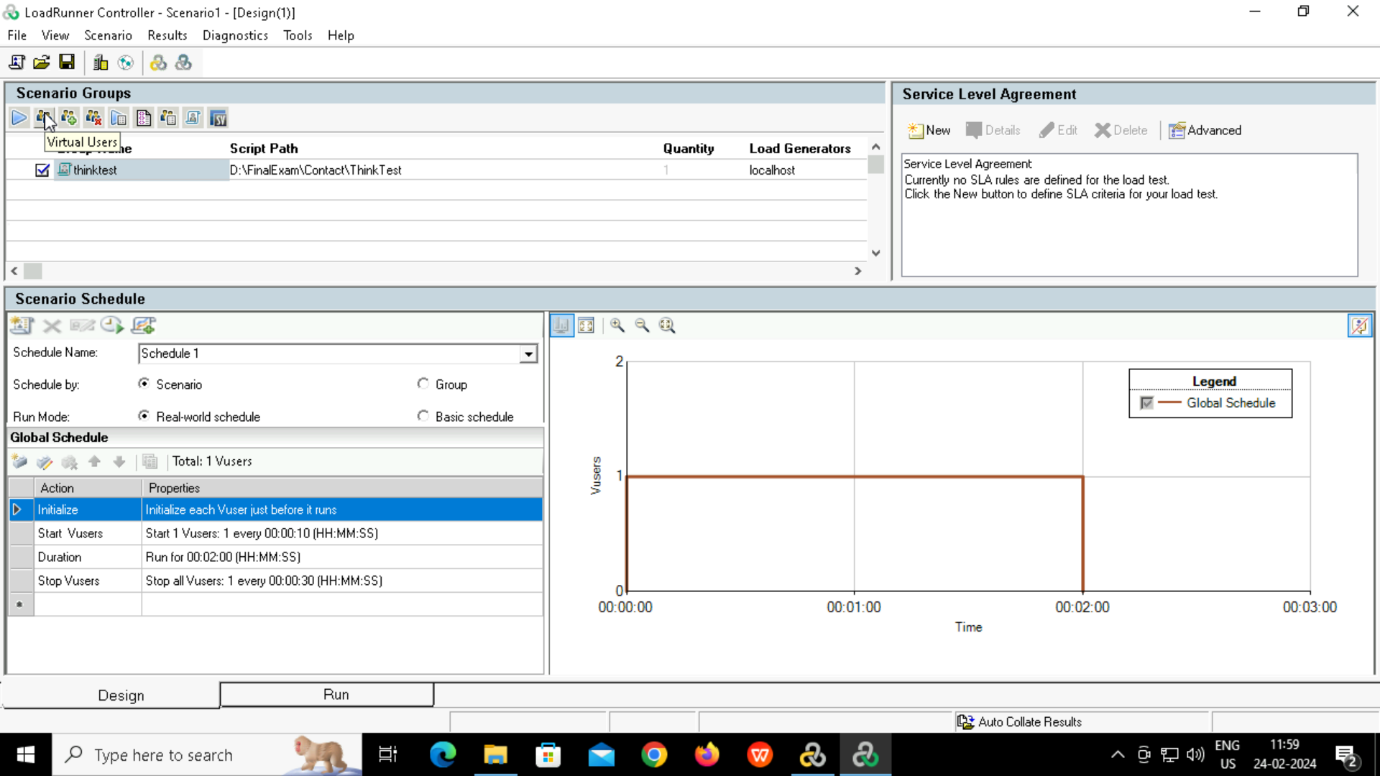 LoadRunner Controller - Scenario1 - [Design(1)]
File View Scenario Results Diagnostics Tools Help
Scenario Groups
Virtual Users
Script Path Quantity Load Generators
thinktest D:\FinalExam\Contact\ThinkTest 1 localhost
Service Level Agreement
New Details Edit Delete Advanced
Service Level Agreement
Currently no SLA rules are defined for the load test.
Click the New button to define SLA criteria for your load test.
Scenario Schedule
Schedule Name: Schedule 1
Schedule by: Scenario Group
Run Mode: Real-world schedule Basic schedule
Global Schedule
Total: 1 Vusers
Action Properties
Initialize Initialize each Vuser just before it runs
Start Vusers Start 1 Vusers: 1 every 00:00:10 (HH:MM:SS)
Duration Run for 00:02:00 (HH:MM:SS)
Stop Vusers Stop all Vusers: 1 every 00:00:30 (HH:MM:SS)
*
2
1
0
Vusers
Legend
Global Schedule
00:00:00 00:01:00 00:02:00 00:03:00
Time
Design Run
Auto Collate Results
Type here to search
ENG
US
11:59
24-02-2024
2